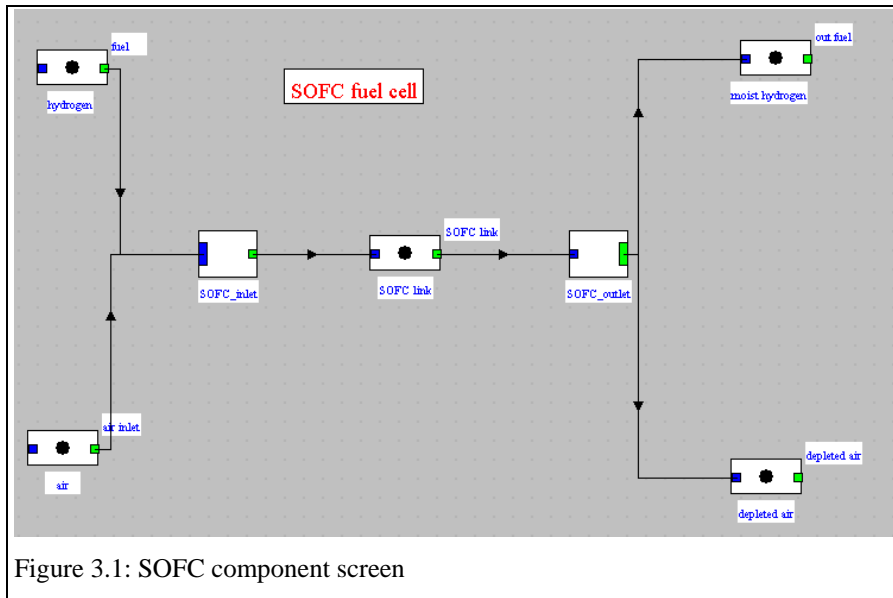 fuel
hydrogen
SOFC fuel cell
out fuel
moist hydrogen
SOFC_inlet
SOFC link
SOFC link
SOFC_outlet
air inlet
air
depleted air
depleted air
Figure 3.1: SOFC component screen